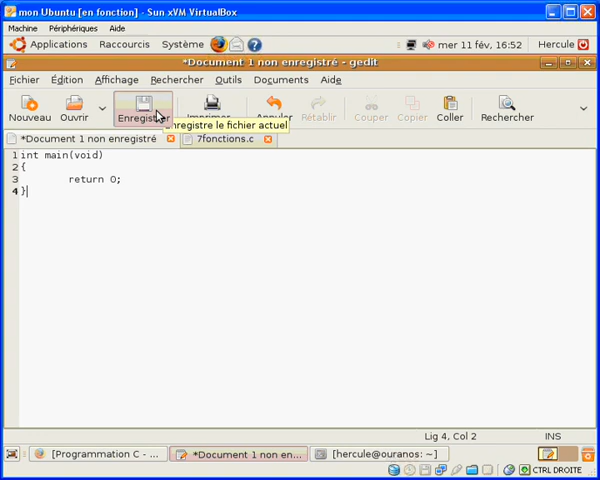 mon Ubuntu [en fonction] - Sun xVM VirtualBox
Machine Périphériques Aide
Applications Raccourcis Système mer 11 fév, 16:52 Hercule
*Document 1 non enregistré - gedit
Fichier Édition Affichage Rechercher Outils Documents Aide
Nouveau Ouvrir Enregistrer Imprimer... Annuler Rétablir Couper Copier Coller Rechercher
Enregistre le fichier actuel
*Document 1 non enregistré 7fonctions.c
1 int main(void)
2 {
3 return 0;
4 }
Lig 4, Col 2 INS
[Programmation C - ... *Document 1 non en... [hercule@ouranos: ~]
CTRL DROITE